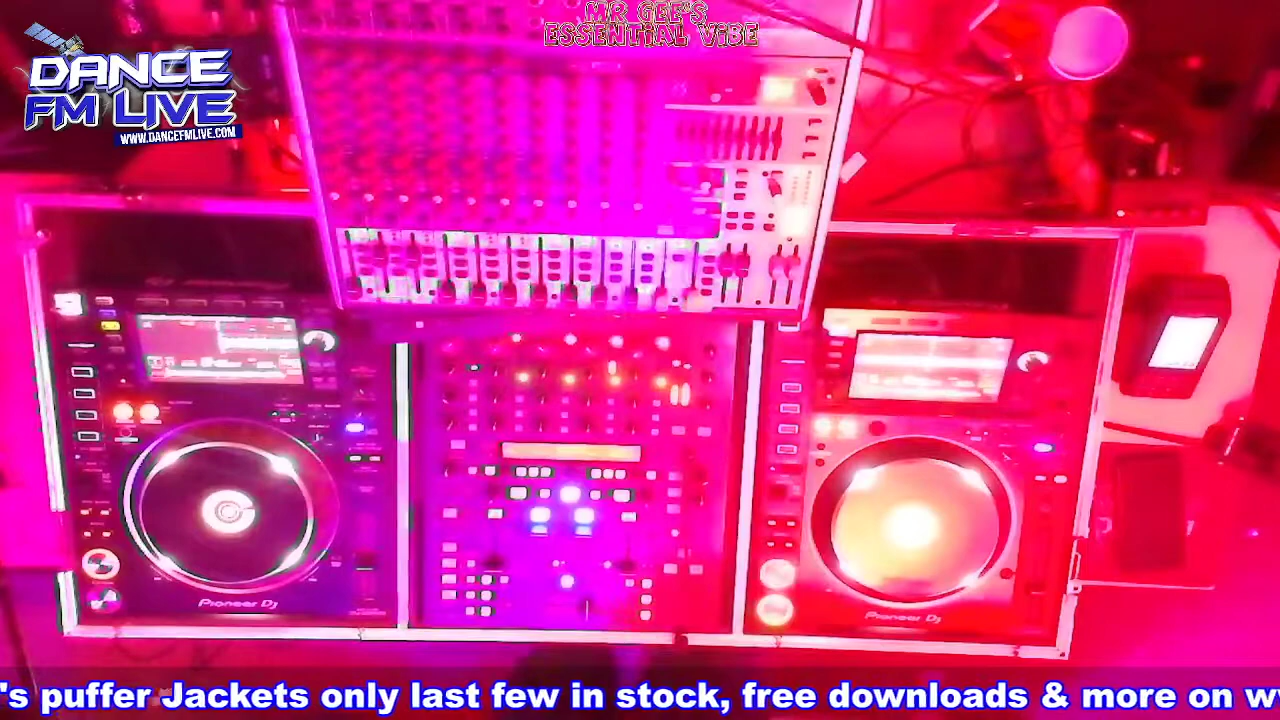 MR GEE'S
ESSENTIAL VIBE
DANCE
FM LIVE
WWW.DANCEFMLIVE.COM
Pioneer Dj
Pioneer Dj
's puffer Jackets only last few in stock, free downloads & more on w